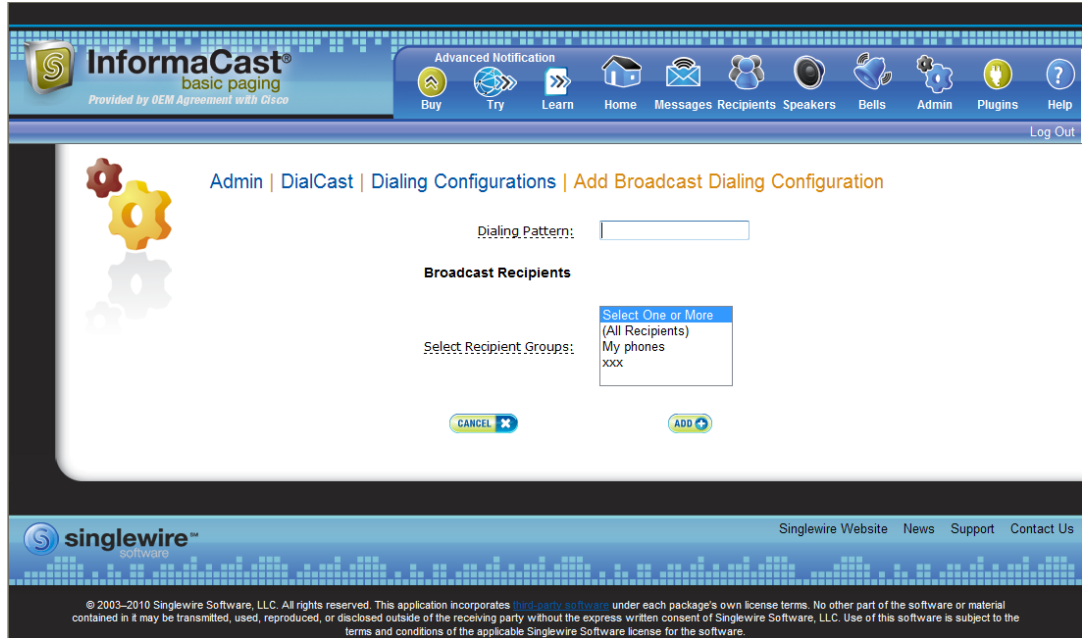 InformaCast®
basic paging
Provided by OEM Agreement with Cisco
Advanced Notification
Buy Try Learn Home Messages Recipients Speakers Bells Admin Plugins Help
Log Out
Admin | DialCast | Dialing Configurations | Add Broadcast Dialing Configuration
Dialing Pattern:
Broadcast Recipients
Select Recipient Groups:
Select One or More
(All Recipients)
My phones
xxx
CANCEL
ADD
singlewire℠
software
Singlewire Website News Support Contact Us
© 2003–2010 Singlewire Software, LLC. All rights reserved. This application incorporates third-party software under each package's own license terms. No other part of the software or material
contained in it may be transmitted, used, reproduced, or disclosed outside of the receiving party without the express written consent of Singlewire Software, LLC. Use of this software is subject to the
terms and conditions of the applicable Singlewire Software license for the software.